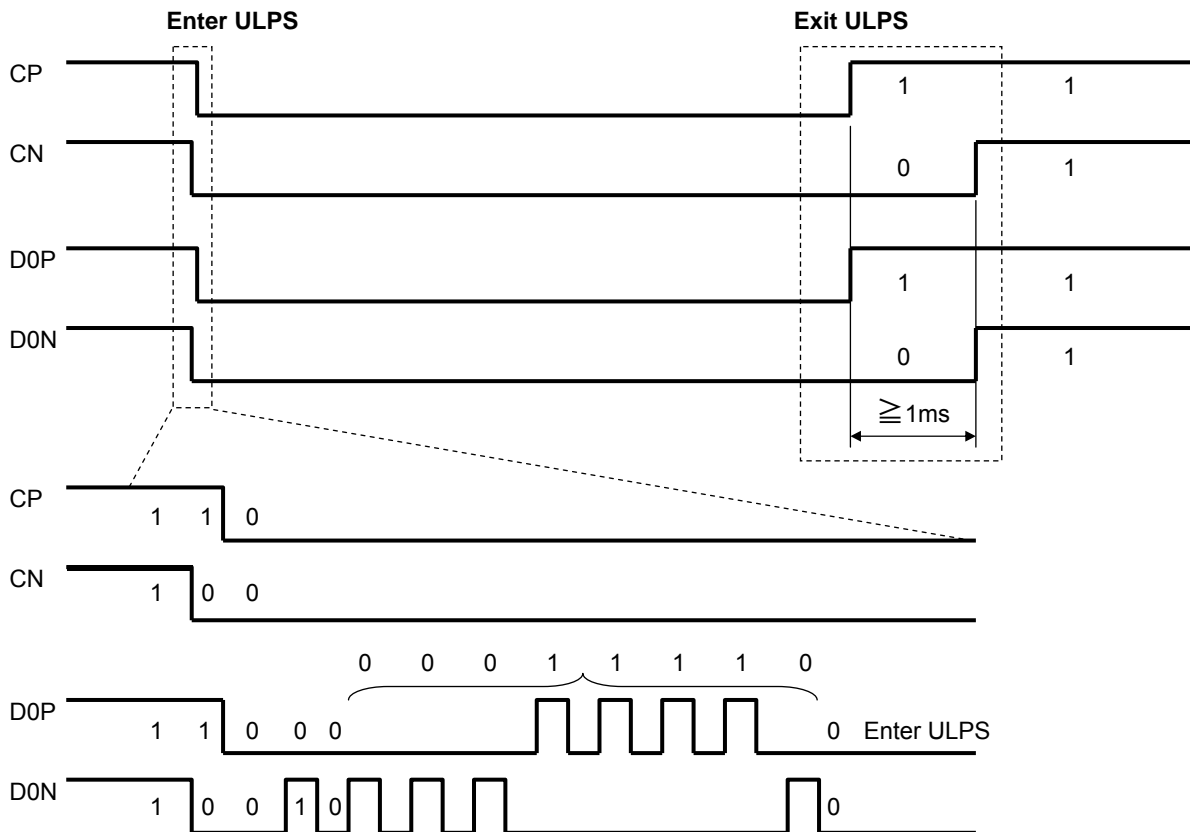 Enter ULPS Exit ULPS
CP 1 1
CN 0 1
D0P 1 1
D0N 0 1
≧ 1ms
CP 1 1 0
CN 1 0 0
0 0 0 1 1 1 1 0
D0P 1 1 0 0 0 0 Enter ULPS
D0N 1 0 0 1 0 0